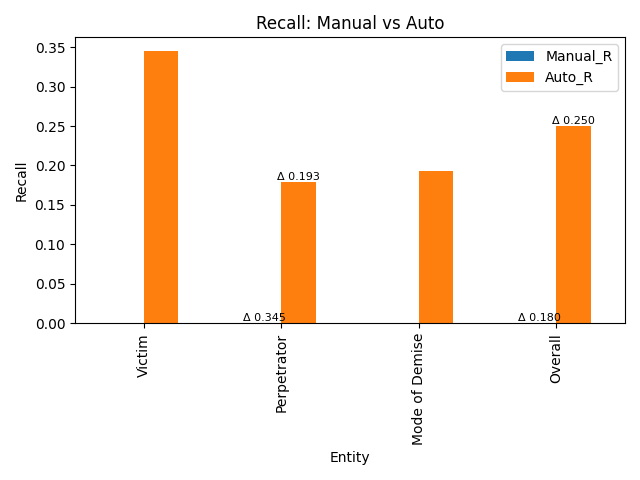 Recall: Manual vs Auto
Manual_R
Auto_R
Recall
0.35
0.30
0.25
0.20
0.15
0.10
0.05
0.00
Δ 0.345
Δ 0.193
Δ 0.180
Δ 0.250
Victim
Perpetrator
Mode of Demise
Overall
Entity